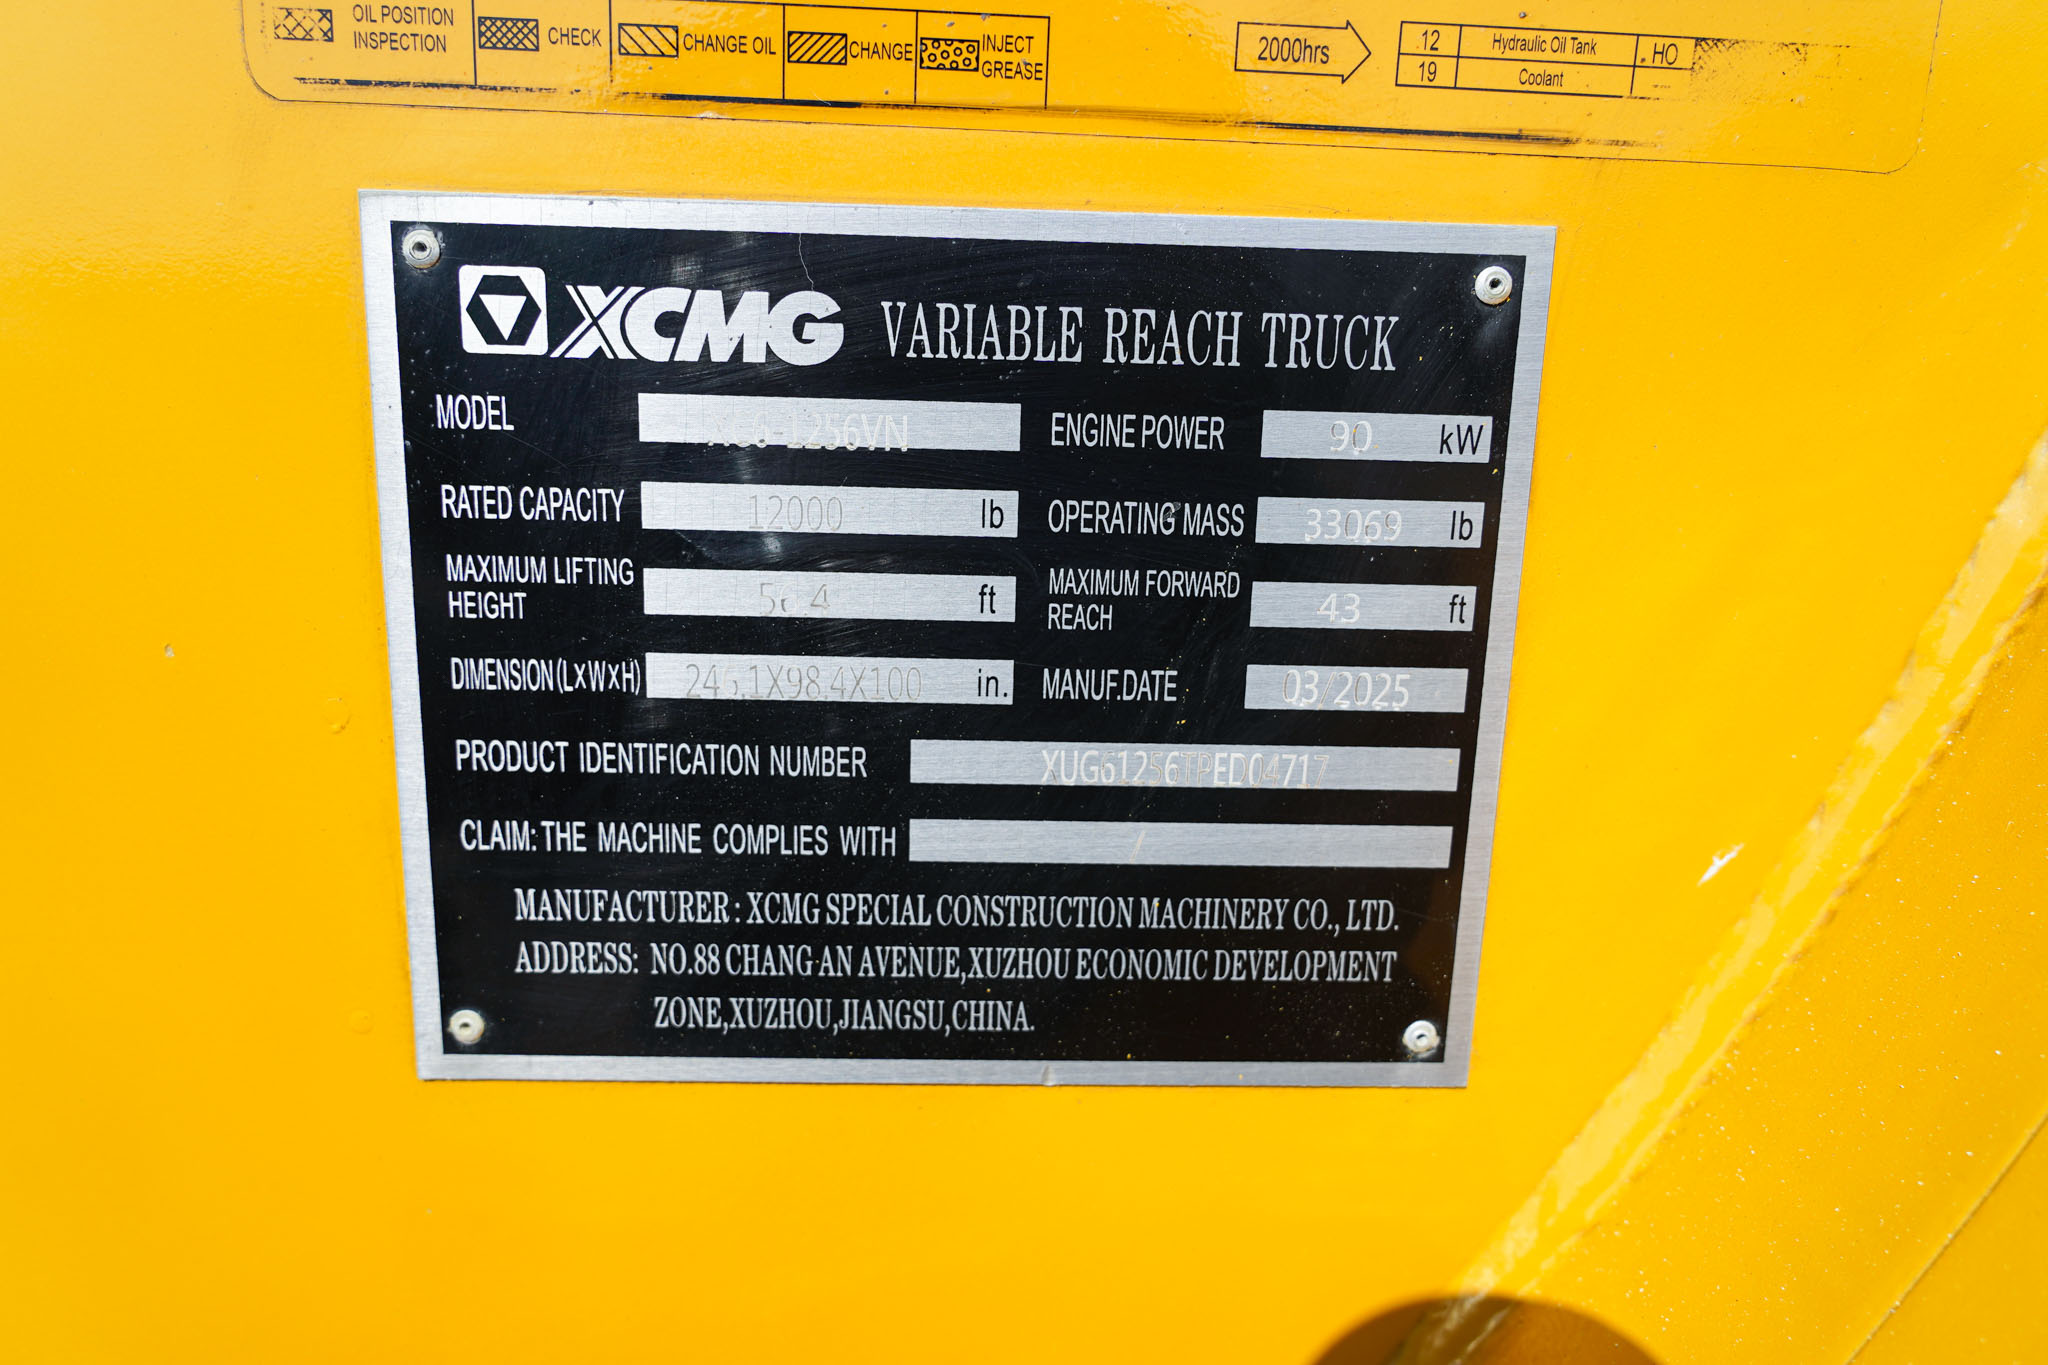 OIL POSITION
INSPECTION
CHECK
CHANGE OIL
CHANGE
INJECT
GREASE
2000hrs
12 Hydraulic Oil Tank HO
19 Coolant
XCMG VARIABLE REACH TRUCK
MODEL XC6-1256VN ENGINE POWER 90 kW
RATED CAPACITY 12000 lb OPERATING MASS 33069 lb
MAXIMUM LIFTING
HEIGHT ft
MAXIMUM FORWARD
REACH 43 ft
DIMENSION(L×W×H) in. MANUF.DATE 03/2025
PRODUCT IDENTIFICATION NUMBER XUG61256TPED04717
CLAIM: THE MACHINE COMPLIES WITH /
MANUFACTURER: XCMG SPECIAL CONSTRUCTION MACHINERY CO., LTD.
ADDRESS: NO.88 CHANG AN AVENUE,XUZHOU ECONOMIC DEVELOPMENT
ZONE,XUZHOU,JIANGSU,CHINA.